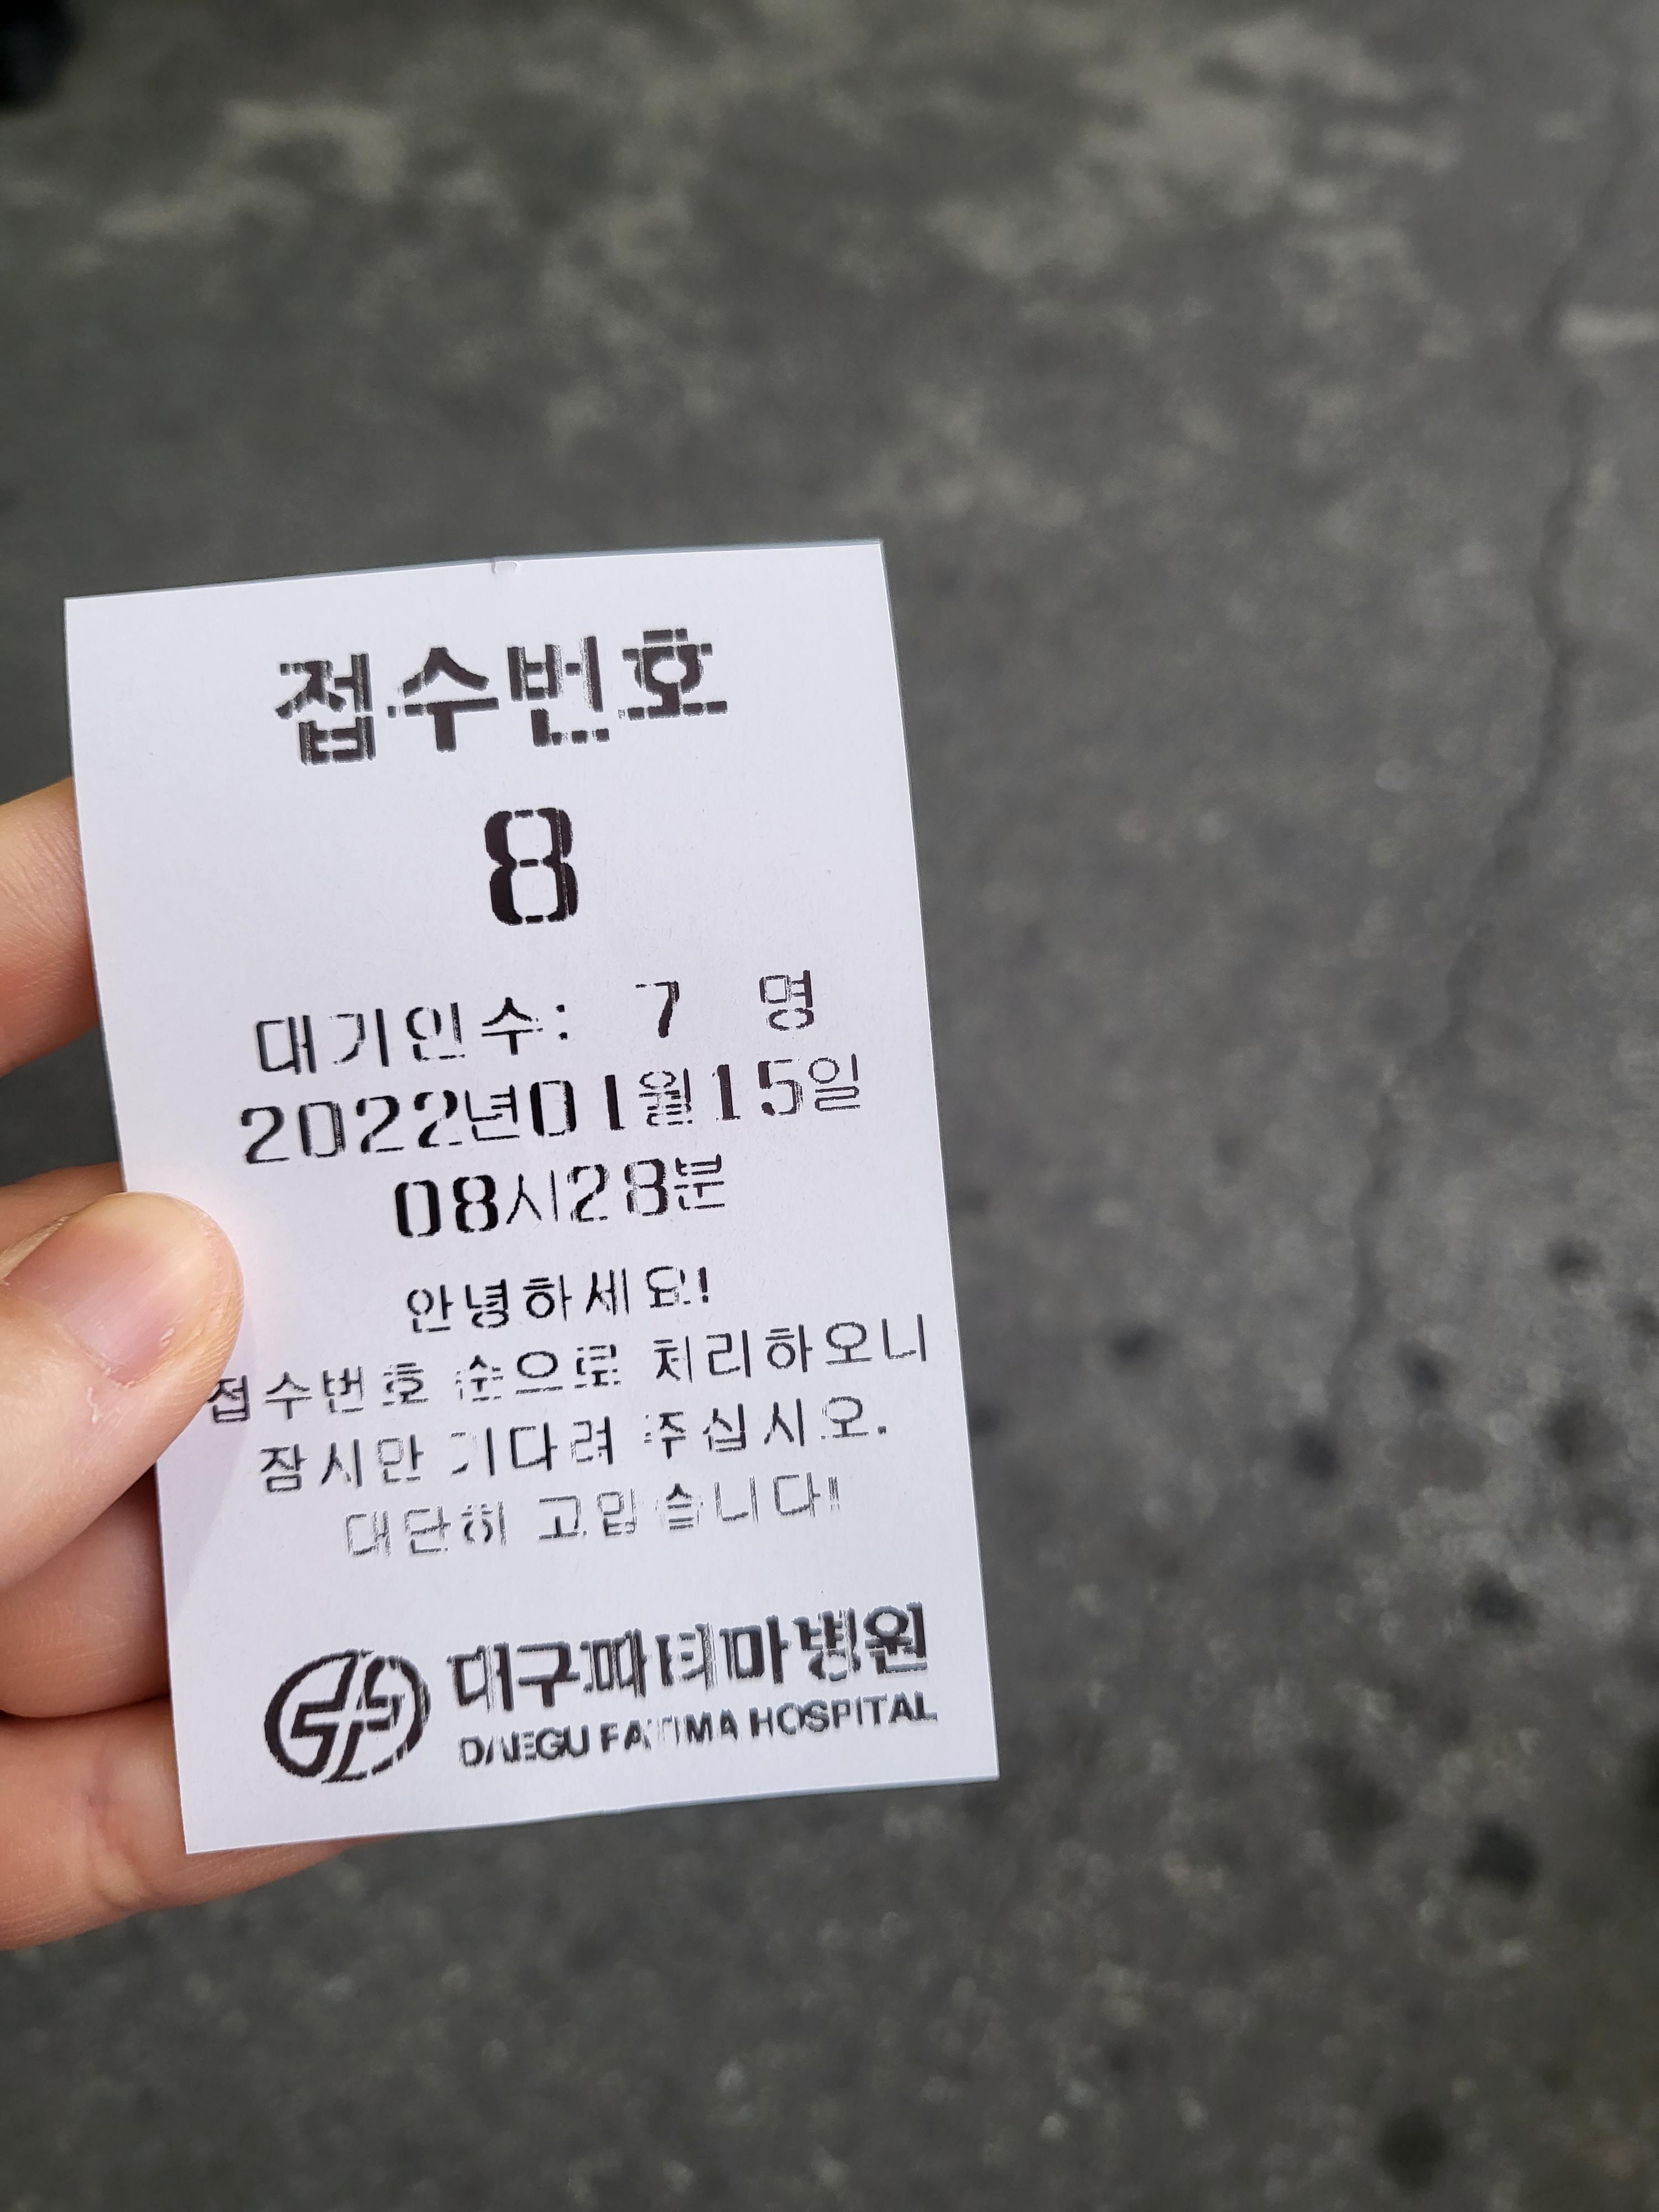 접수번호
8
대기인수: 7 명
2022년01월15일
08시28분
안녕하세요!
접수번호 순으로 처리하오니
잠시만 기다려 주십시오.
대단히 고맙습니다!
대구파티마병원
DAEGU FATIMA HOSPITAL